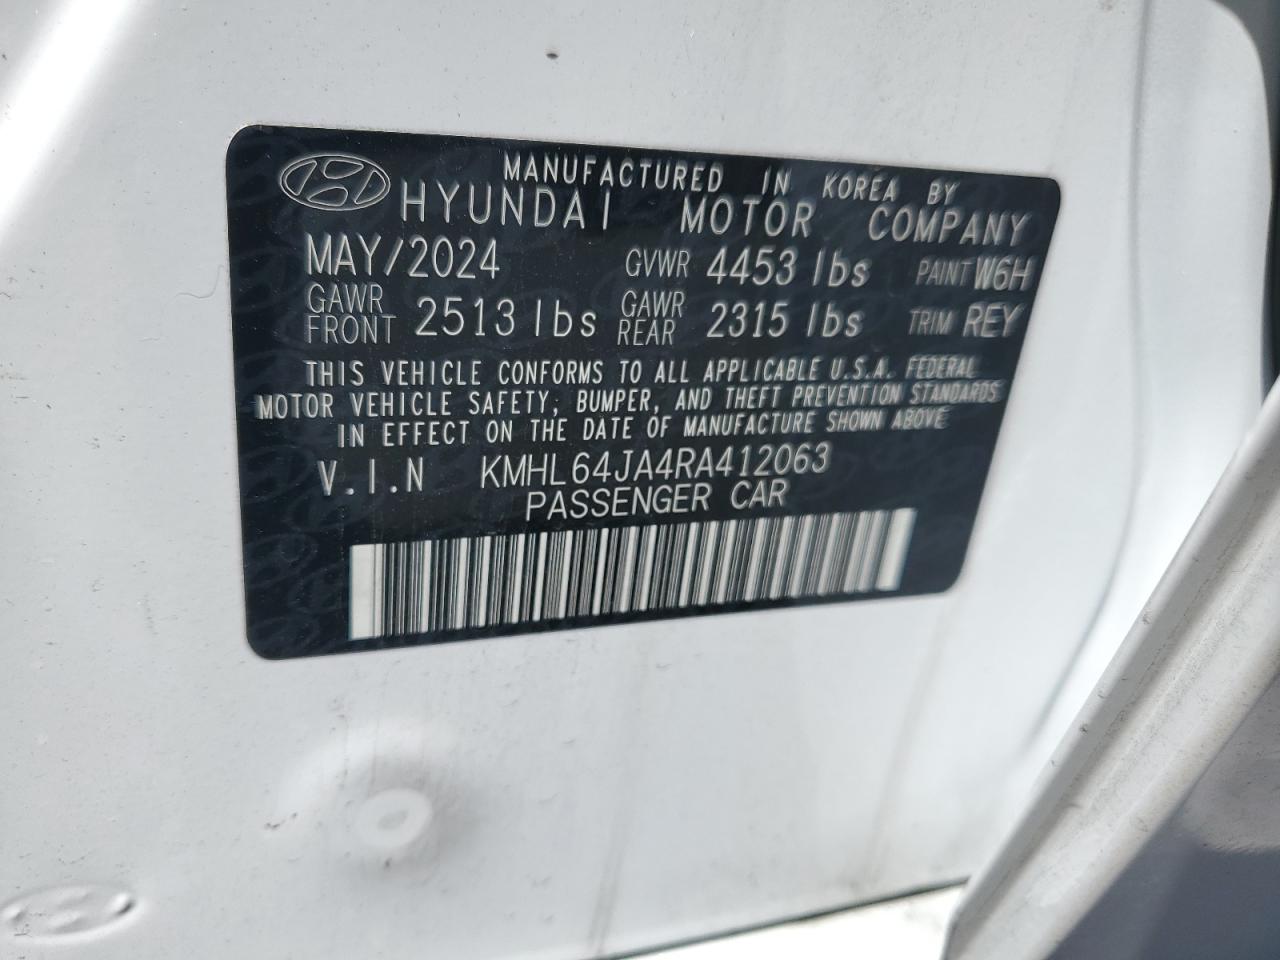 MANUFACTURED IN KOREA BY
HYUNDAI MOTOR COMPANY
MAY/2024 GVWR 4453 lbs PAINT W6H
GAWR FRONT 2513 lbs GAWR REAR 2315 lbs TRIM REY
THIS VEHICLE CONFORMS TO ALL APPLICABLE U.S.A. FEDERAL
MOTOR VEHICLE SAFETY, BUMPER, AND THEFT PREVENTION STANDARDS
IN EFFECT ON THE DATE OF MANUFACTURE SHOWN ABOVE
V.I.N KMHL64JA4RA412063
PASSENGER CAR